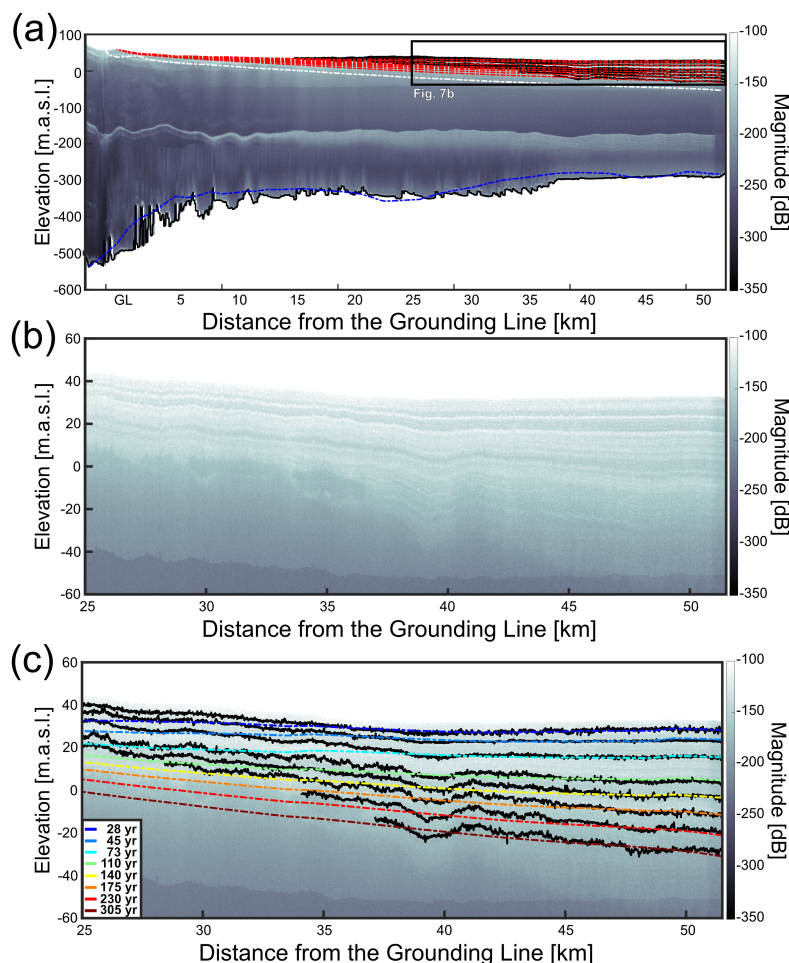 (a)
100
0
-100
-200
-300
-400
-500
-600
Elevation [m.a.s.l.]
Fig. 7b
GL
5
10
15
20
25
30
35
40
45
50
Distance from the Grounding Line [km]
-100
-150
-200
-250
-300
-350
Magnitude [dB]
(b)
60
40
20
0
-20
-40
-60
Elevation [m.a.s.l.]
25
30
35
40
45
50
Distance from the Grounding Line [km]
-100
-150
-200
-250
-300
-350
Magnitude [dB]
(c)
60
40
20
0
-20
-40
-60
Elevation [m.a.s.l.]
28 yr
45 yr
73 yr
110 yr
140 yr
175 yr
230 yr
305 yr
25
30
35
40
45
50
Distance from the Grounding Line [km]
-100
-150
-200
-250
-300
-350
Magnitude [dB]